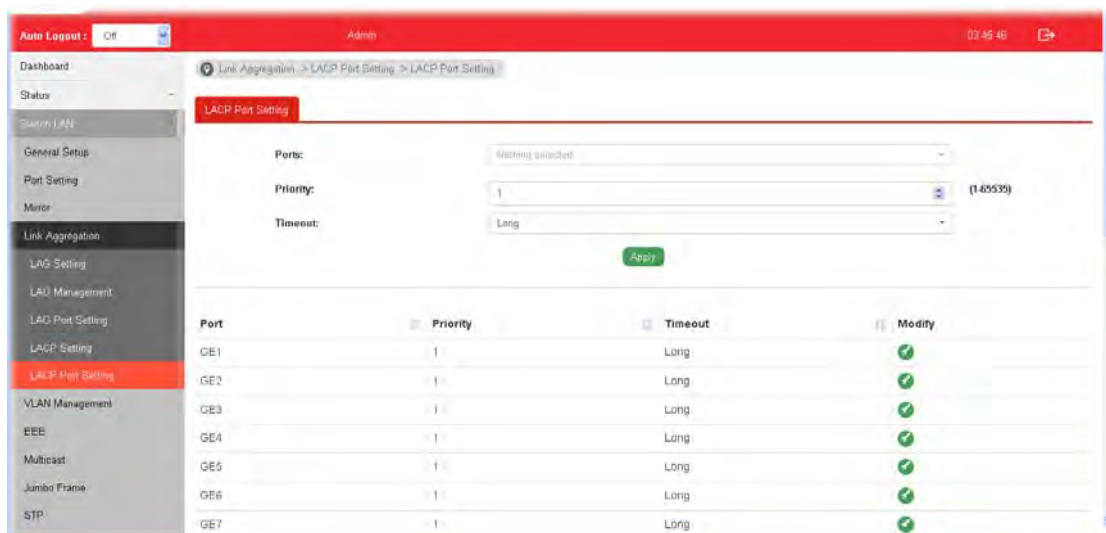 Auto Logout : Off Admin 03:45:46
Dashboard
Link Aggregation > LACP Port Setting > LACP Port Setting
Status
LACP Port Setting
Switch LAN
General Setup
Ports: Nothing selected
Port Setting
Priority: 1 (1-65535)
Mirror
Timeout: Long
Link Aggregation
Apply
LAG Setting
LAG Management
LAG Port Setting
Port Priority Timeout Modify
LACP Setting
GE1 1 Long
LACP Port Setting
GE2 1 Long
VLAN Management
GE3 1 Long
EEE
GE4 1 Long
Multicast
GE5 1 Long
Jumbo Frame
GE6 1 Long
STP
GE7 1 Long